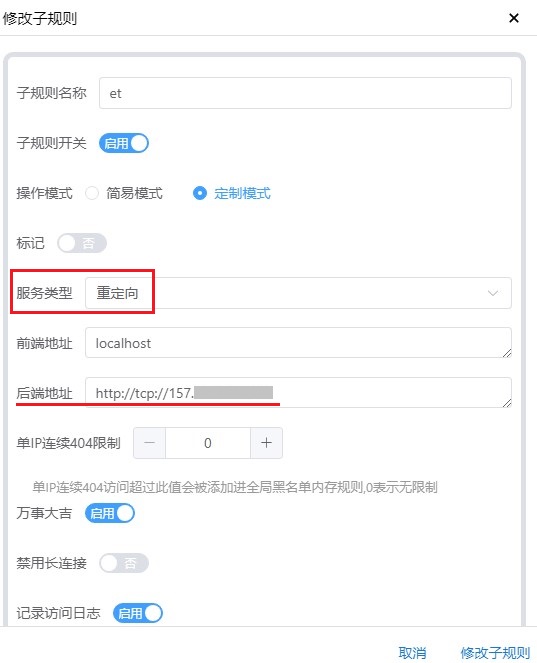 修改子规则
子规则名称 et
子规则开关 启用
操作模式 简易模式 定制模式
标记 否
服务类型 重定向
前端地址 localhost
后端地址 http://tcp://157.
单IP连续404限制 0
单IP连续404访问超过此值会被添加进全局黑名单内存规则,0表示无限制
万事大吉 启用
禁用长连接 否
记录访问日志 启用
取消 修改子规则